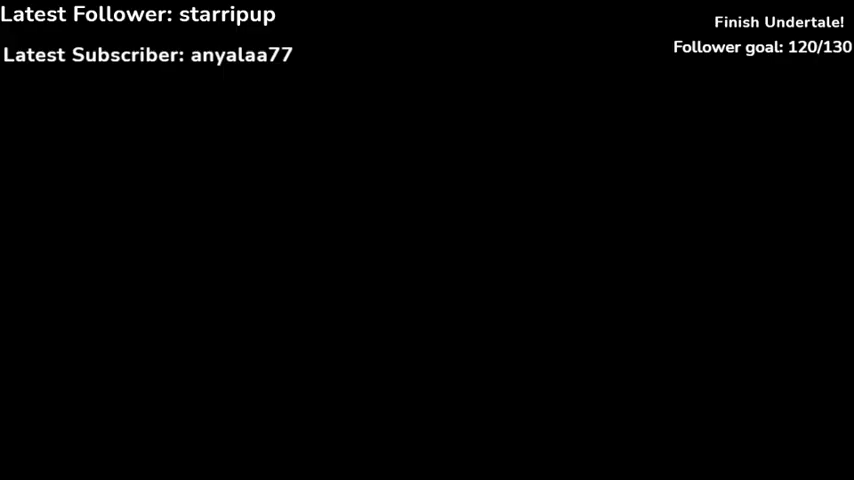 Latest Follower: starripup
Finish Undertale!
Follower goal: 120/130
Latest Subscriber: anyalaa77